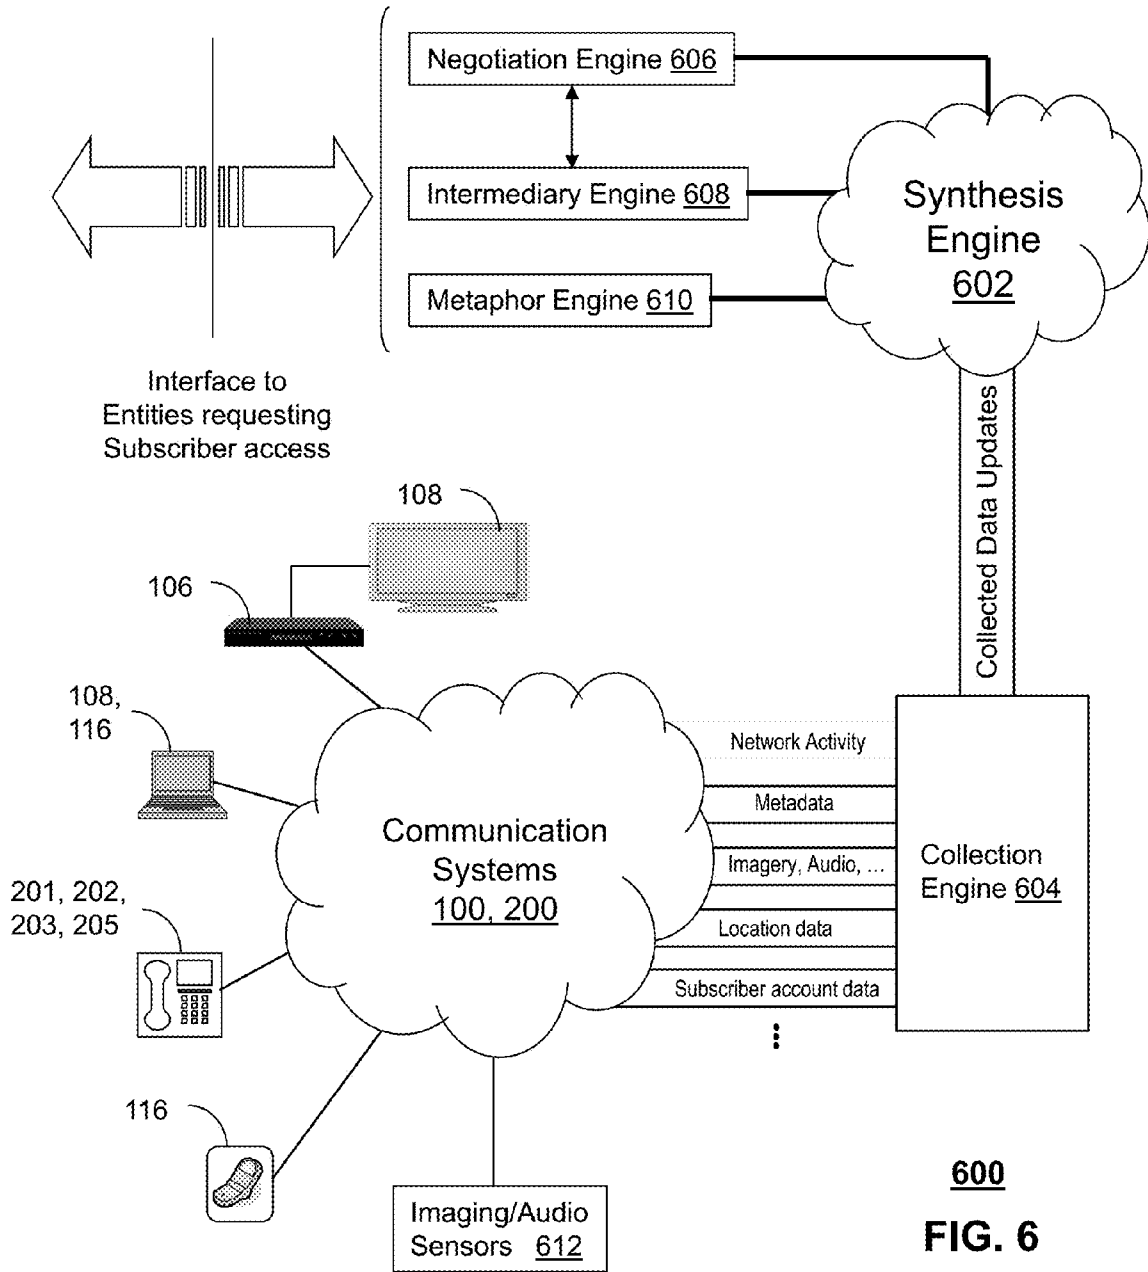 Negotiation Engine 606
Intermediary Engine 608
Metaphor Engine 610
Synthesis
Engine
602
Interface to
Entities requesting
Subscriber access
Collected Data Updates
108
106
108,
116
201, 202,
203, 205
116
Communication
Systems
100, 200
Network Activity
Metadata
Imagery, Audio, ...
Location data
Subscriber account data
Collection
Engine 604
Imaging/Audio
Sensors 612
600
FIG. 6